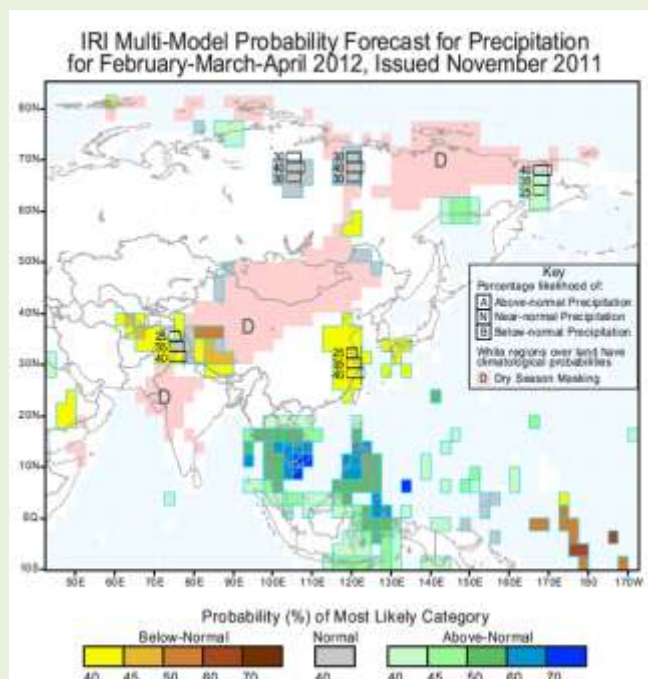 IRI Multi-Model Probability Forecast for Precipitation
for February-March-April 2012, Issued November 2011
80N
70N
60N
50N
40N
30N
20N
10N
EQ
10S
50E 60E 70E 80E 90E 100E 110E 120E 130E 140E 150E 160E 170E 180 170W
D
D
D
Key
Percentage likelihood of:
A Above-normal Precipitation
N Near-normal Precipitation
B Below-normal Precipitation
White regions over land have
climatological probabilities
D Dry Season Masking
Probability (%) of Most Likely Category
Below-Normal Normal Above-Normal
40 45 50 60 70 40 40 45 50 60 70